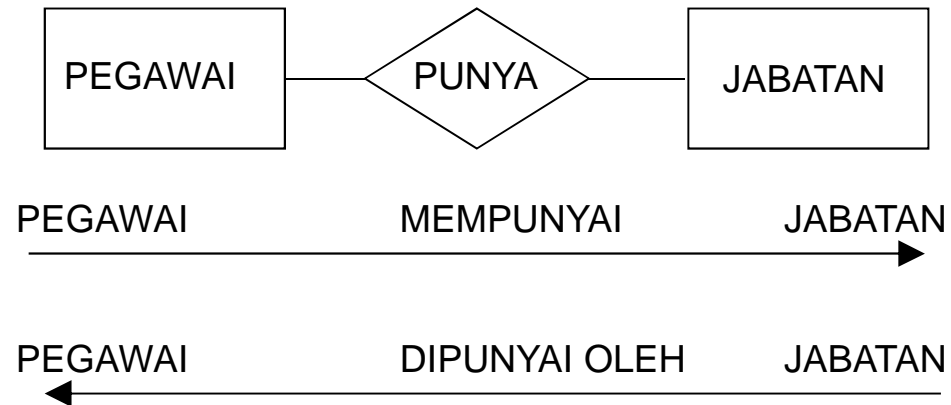 PEGAWAI PUNYA JABATAN
PEGAWAI MEMPUNYAI JABATAN
PEGAWAI DIPUNYAI OLEH JABATAN